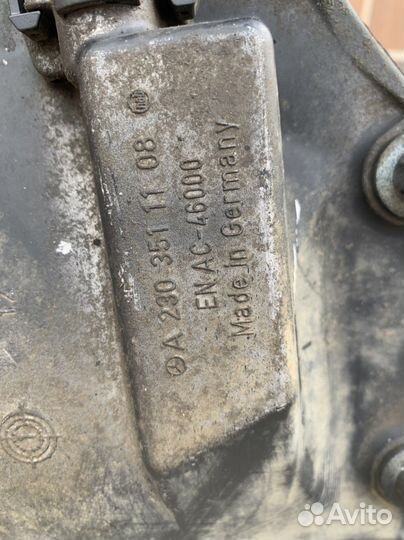 A 230 351 11 08
ENAC-46000
Made in Germany
Avito